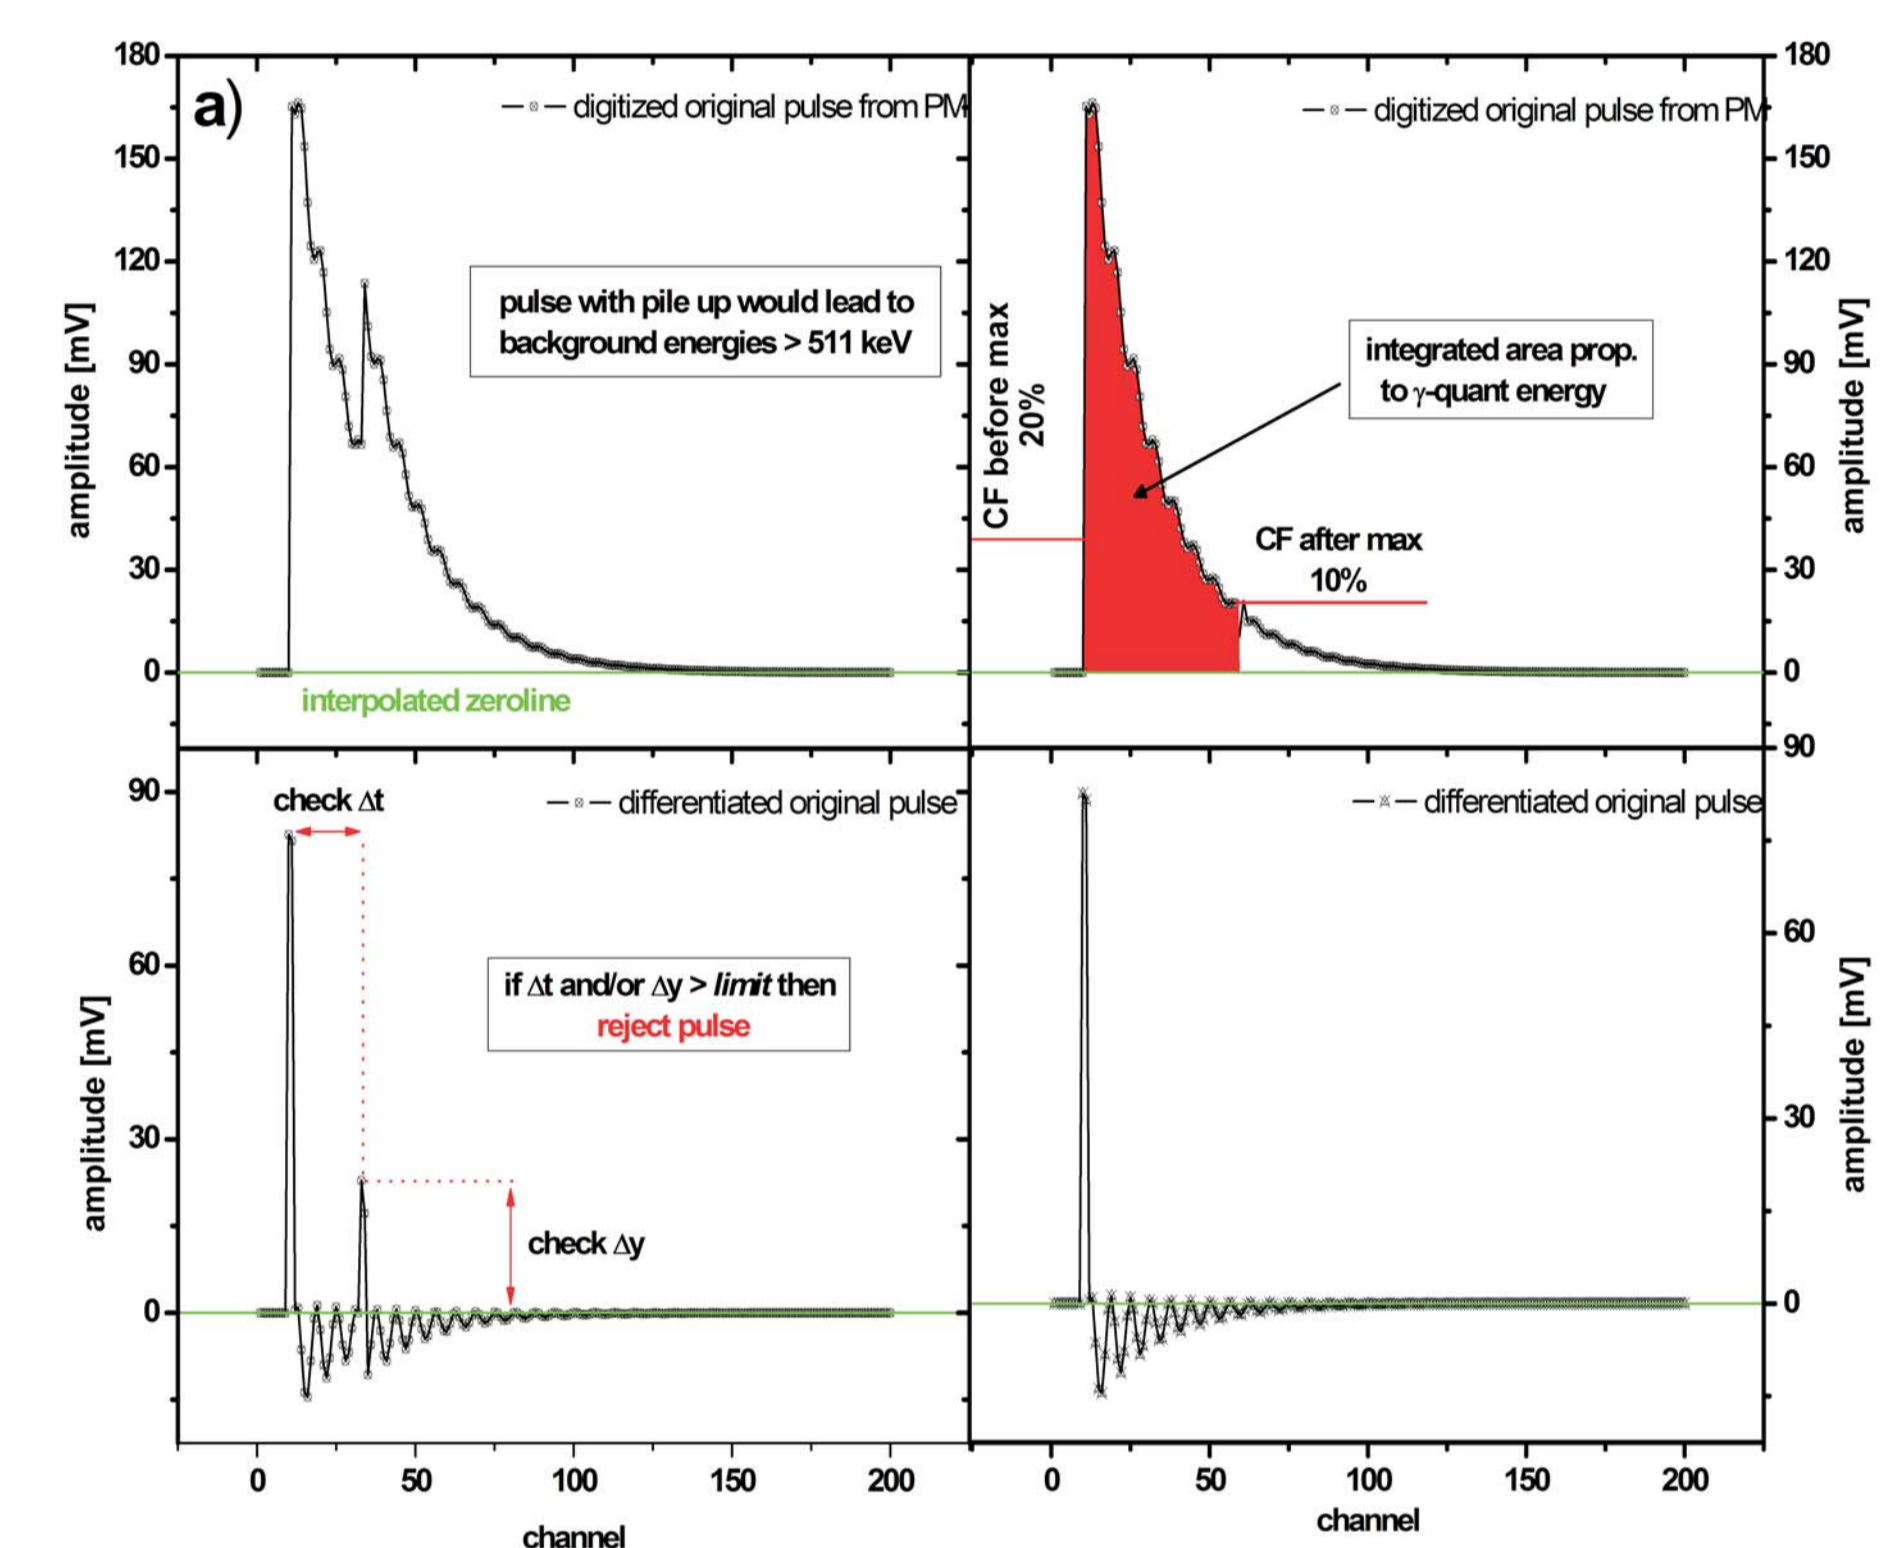 a)
180
150
120
90
60
30
0
amplitude [mV]
digitized original pulse from PM
pulse with pile up would lead to
background energies > 511 keV
interpolated zeroline
digitized original pulse from PM
CF before max
20%
integrated area prop.
to γ-quant energy
CF after max
10%
180
150
120
90
60
30
0
amplitude [mV]
90
60
30
0
amplitude [mV]
check Δt
differentiated original pulse
if Δt and/or Δy > limit then
reject pulse
check Δy
0 50 100 150 200
channel
differentiated original pulse
90
60
30
0
amplitude [mV]
0 50 100 150 200
channel